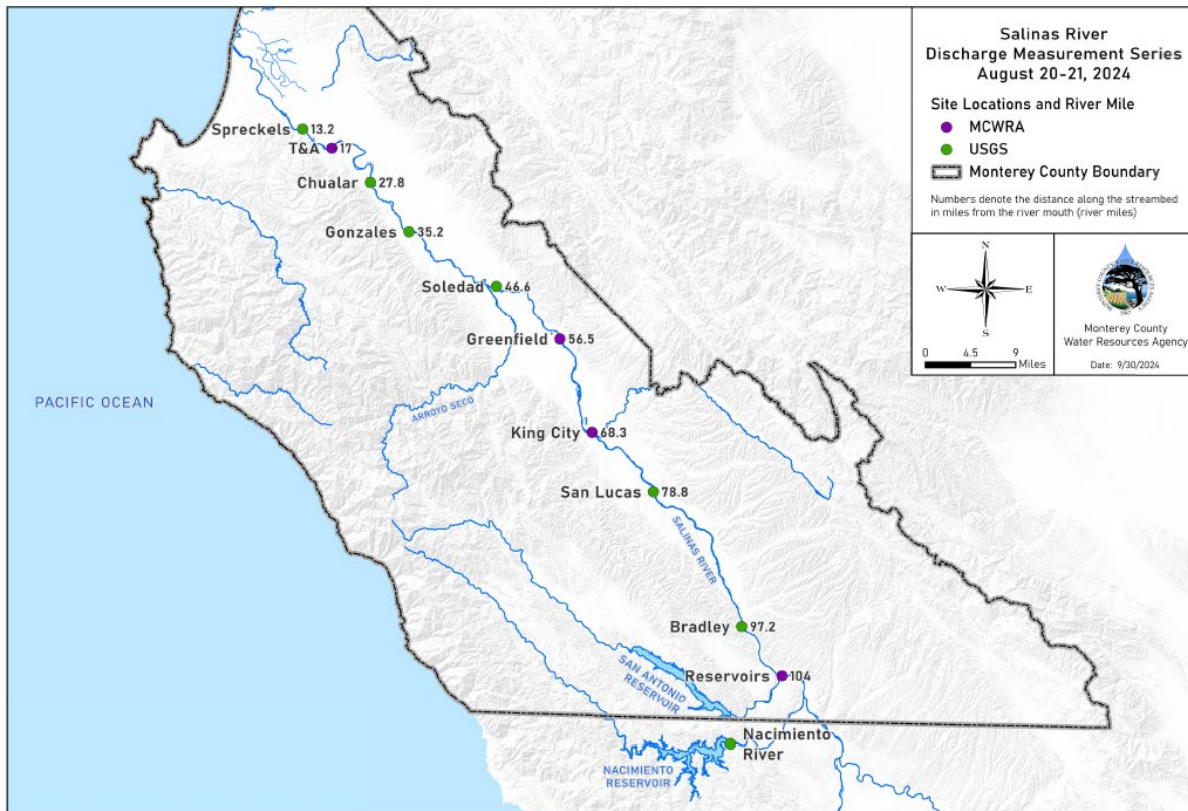 Salinas River
Discharge Measurement Series
August 20-21, 2024
Site Locations and River Mile
MCWRA
USGS
Monterey County Boundary
Numbers denote the distance along the streambed
in miles from the river mouth (river miles)
N
W E
S
0 4.5 9
Miles
Monterey County
Water Resources Agency
Date: 9/30/2024
Spreckels 13.2
T&A 17
Chualar 27.8
Gonzales 35.2
Soledad 46.6
Greenfield 56.5
PACIFIC OCEAN
ARROYO SECO
King City 68.3
San Lucas 78.8
SALINAS RIVER
Bradley 97.2
SAN ANTONIO
RESERVOIR
Reservoirs 104
Nacimiento
River
NACIMIENTO
RESERVOIR